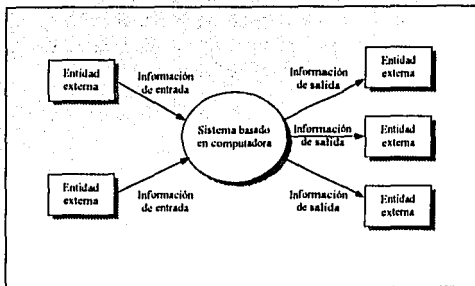 Entidad
externa
Información
de entrada
Entidad
externa
Información
de entrada
Sistema basado
en computadora
Información
de salida
Entidad
externa
Información
de salida
Entidad
externa
Información
de salida
Entidad
externa